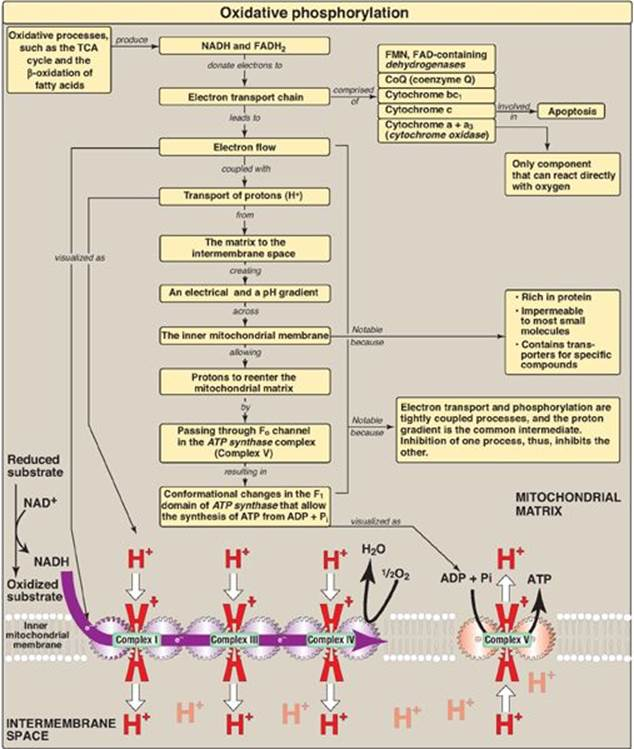 Oxidative phosphorylation
Oxidative processes,
such as the TCA
cycle and the
β-oxidation of
fatty acids
produce
NADH and FADH₂
donate electrons to
Electron transport chain
comprised
of
FMN, FAD-containing
dehydrogenases
CoQ (coenzyme Q)
Cytochrome bc₁
Cytochrome c
Cytochrome a + a₃
(cytochrome oxidase)
involved
in
Apoptosis
Only component
that can react directly
with oxygen
leads to
Electron flow
coupled with
Transport of protons (H⁺)
from
The matrix to the
intermembrane space
creating
An electrical and a pH gradient
across
The inner mitochondrial membrane
Notable
because
• Rich in protein
• Impermeable
to most small
molecules
• Contains trans-
porters for specific
compounds
allowing
Protons to reenter the
mitochondrial matrix
by
Passing through F₀ channel
in the ATP synthase complex
(Complex V)
Notable
because
Electron transport and phosphorylation are
tightly coupled processes, and the proton
gradient is the common intermediate.
Inhibition of one process, thus, inhibits the
other.
resulting in
Conformational changes in the F₁
domain of ATP synthase that allow
the synthesis of ATP from ADP + Pi
visualized as
visualized as
MITOCHONDRIAL
MATRIX
Reduced
substrate
NAD⁺
NADH
Oxidized
substrate
H⁺
H⁺
H⁺
H₂O
½O₂
H⁺
ADP + Pi
ATP
Inner
mitochondrial
membrane
e⁻
Complex I
e⁻
Complex III
e⁻
Complex IV
Complex V
INTERMEMBRANE
SPACE
H⁺
H⁺
H⁺
H⁺
H⁺
H⁺
H⁺
H⁺
H⁺